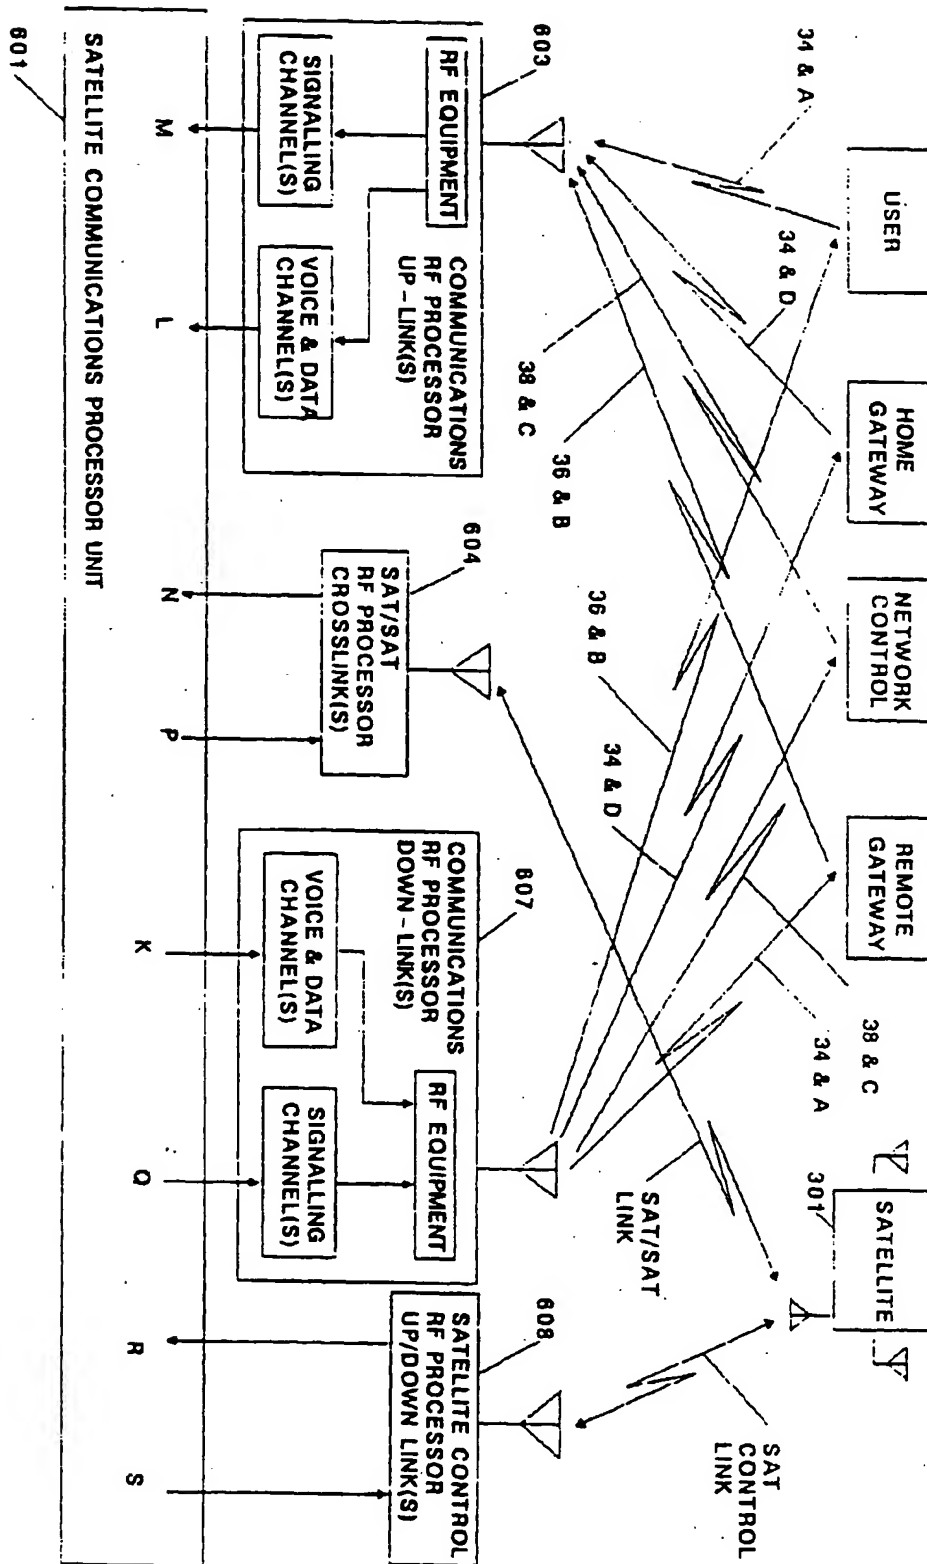 USER
HOME
GATEWAY
NETWORK
CONTROL
REMOTE
GATEWAY
SATELLITE
301
34 & A
34 & D
38 & C
36 & B
36 & B
34 & D
38 & C
34 & A
SAT/SAT
LINK
SAT
CONTROL
LINK
603
RF EQUIPMENT
COMMUNICATIONS
RF PROCESSOR
UP-LINK(S)
SIGNALLING
CHANNEL(S)
VOICE & DATA
CHANNEL(S)
604
SAT/SAT
RF PROCESSOR
CROSSLINK(S)
607
COMMUNICATIONS
RF PROCESSOR
DOWN-LINK(S)
RF EQUIPMENT
VOICE & DATA
CHANNEL(S)
SIGNALLING
CHANNEL(S)
608
SATELLITE CONTROL
RF PROCESSOR
UP/DOWN LINK(S)
M
L
N
P
K
Q
R
S
SATELLITE COMMUNICATIONS PROCESSOR UNIT
601